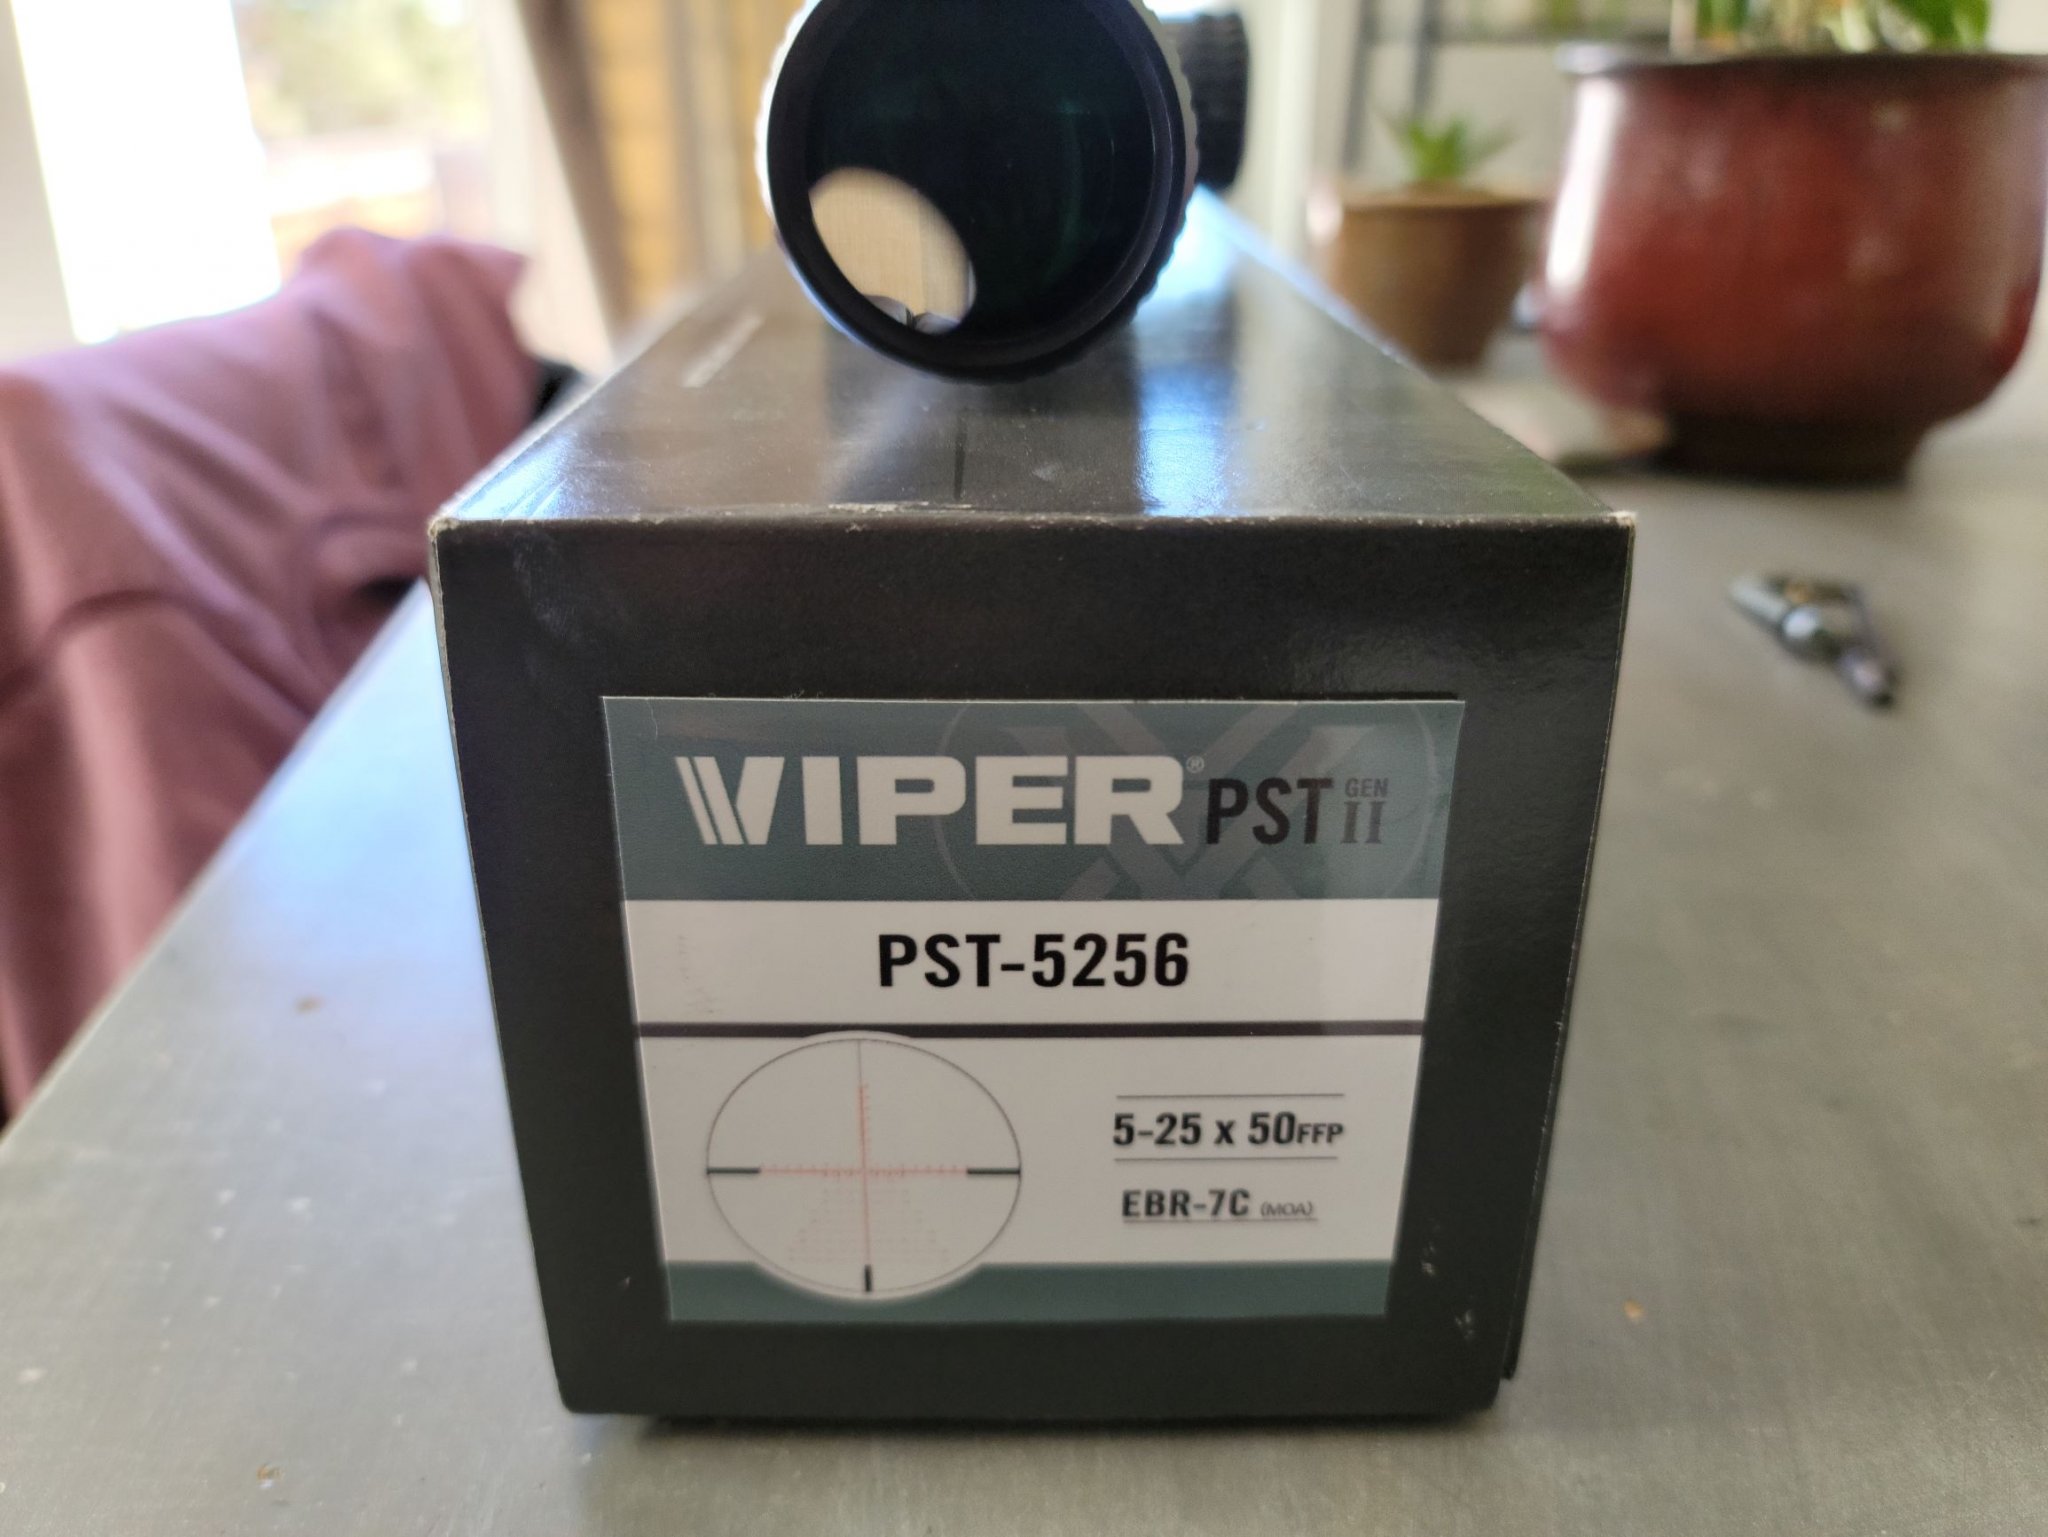 VIPER® PST GEN II
PST-5256
5-25 x 50FFP
EBR-7C (MOA)